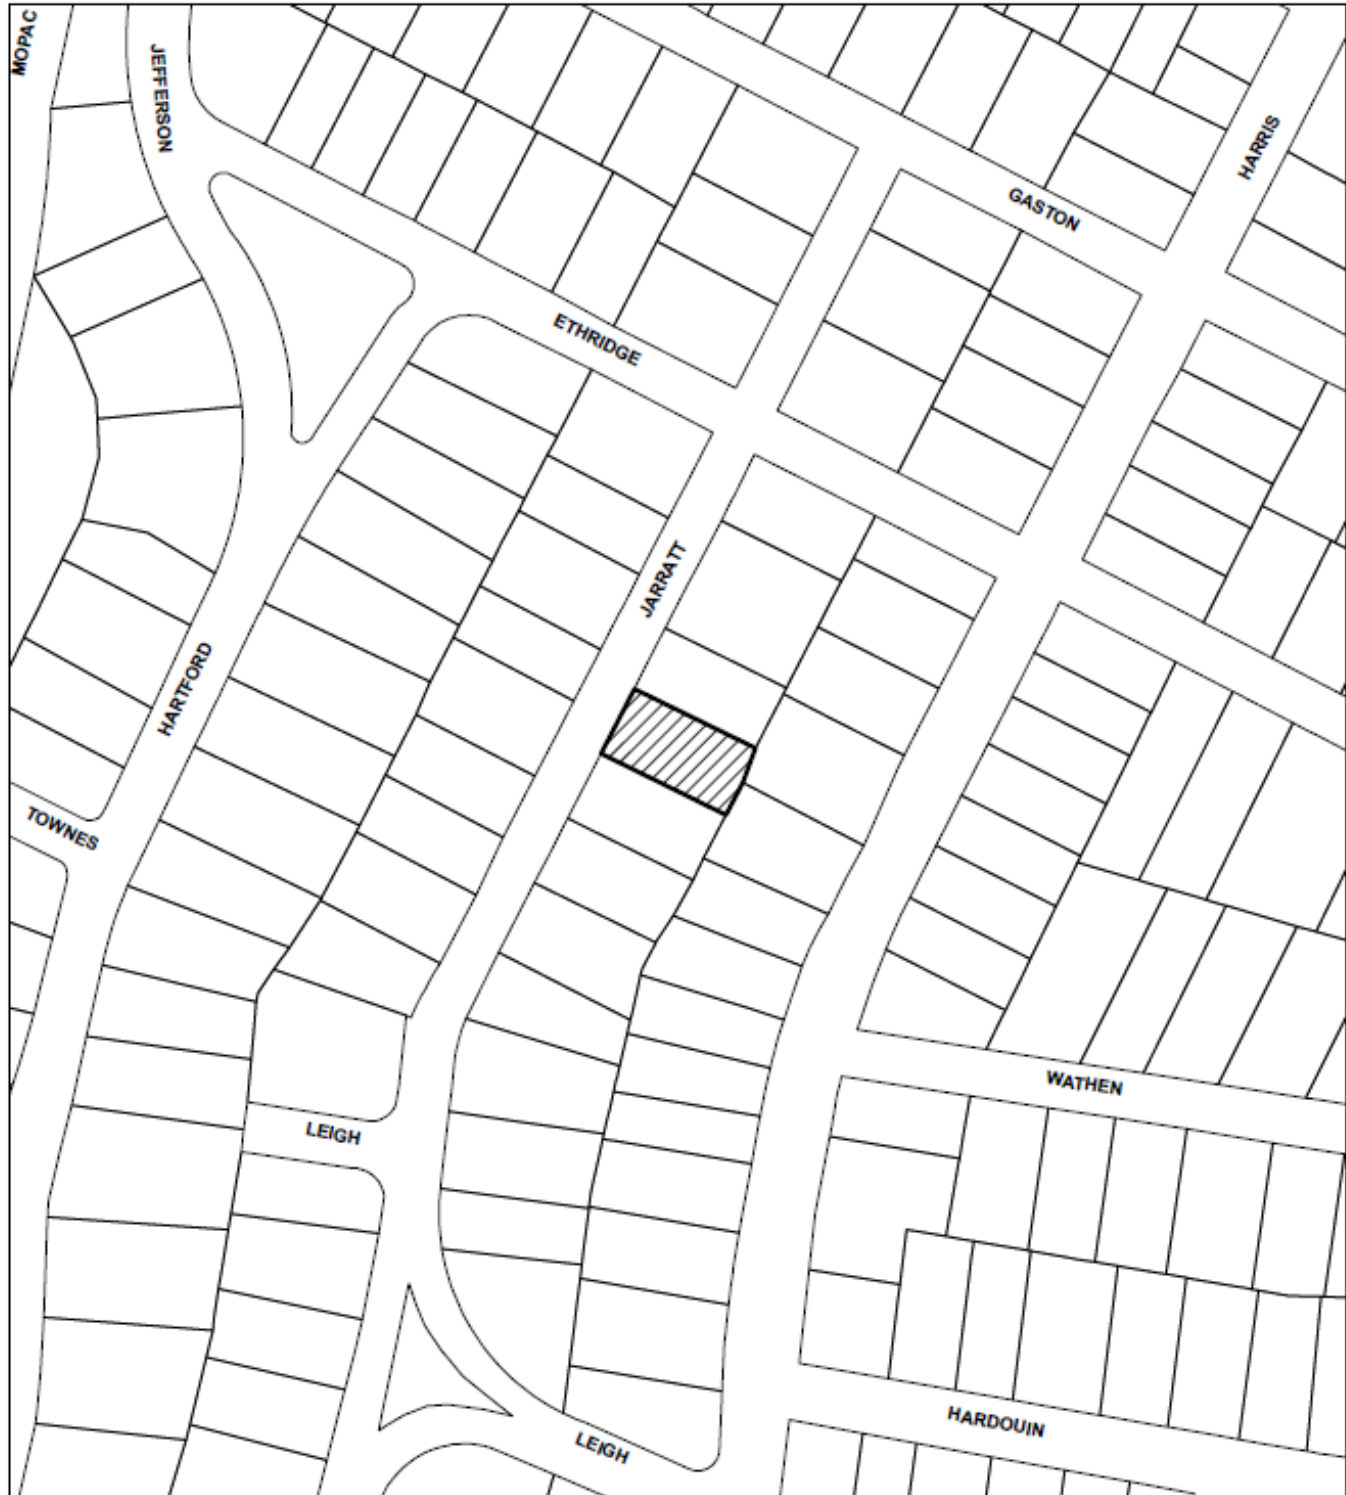 MOPAC
JEFFERSON
HARRIS
GASTON
ETHRIDGE
JARRATT
HARTFORD
TOWNES
WATHEN
LEIGH
HARDOUIN
LEIGH